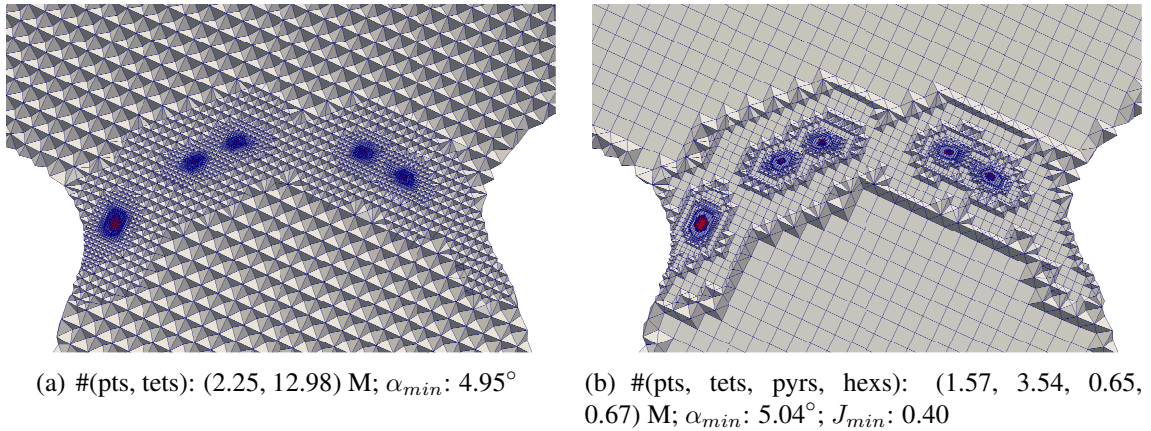 (a) #(pts, tets): (2.25, 12.98) M; αmin: 4.95°
(b) #(pts, tets, pyrs, hexs): (1.57, 3.54, 0.65,
0.67) M; αmin: 5.04°; Jmin: 0.40